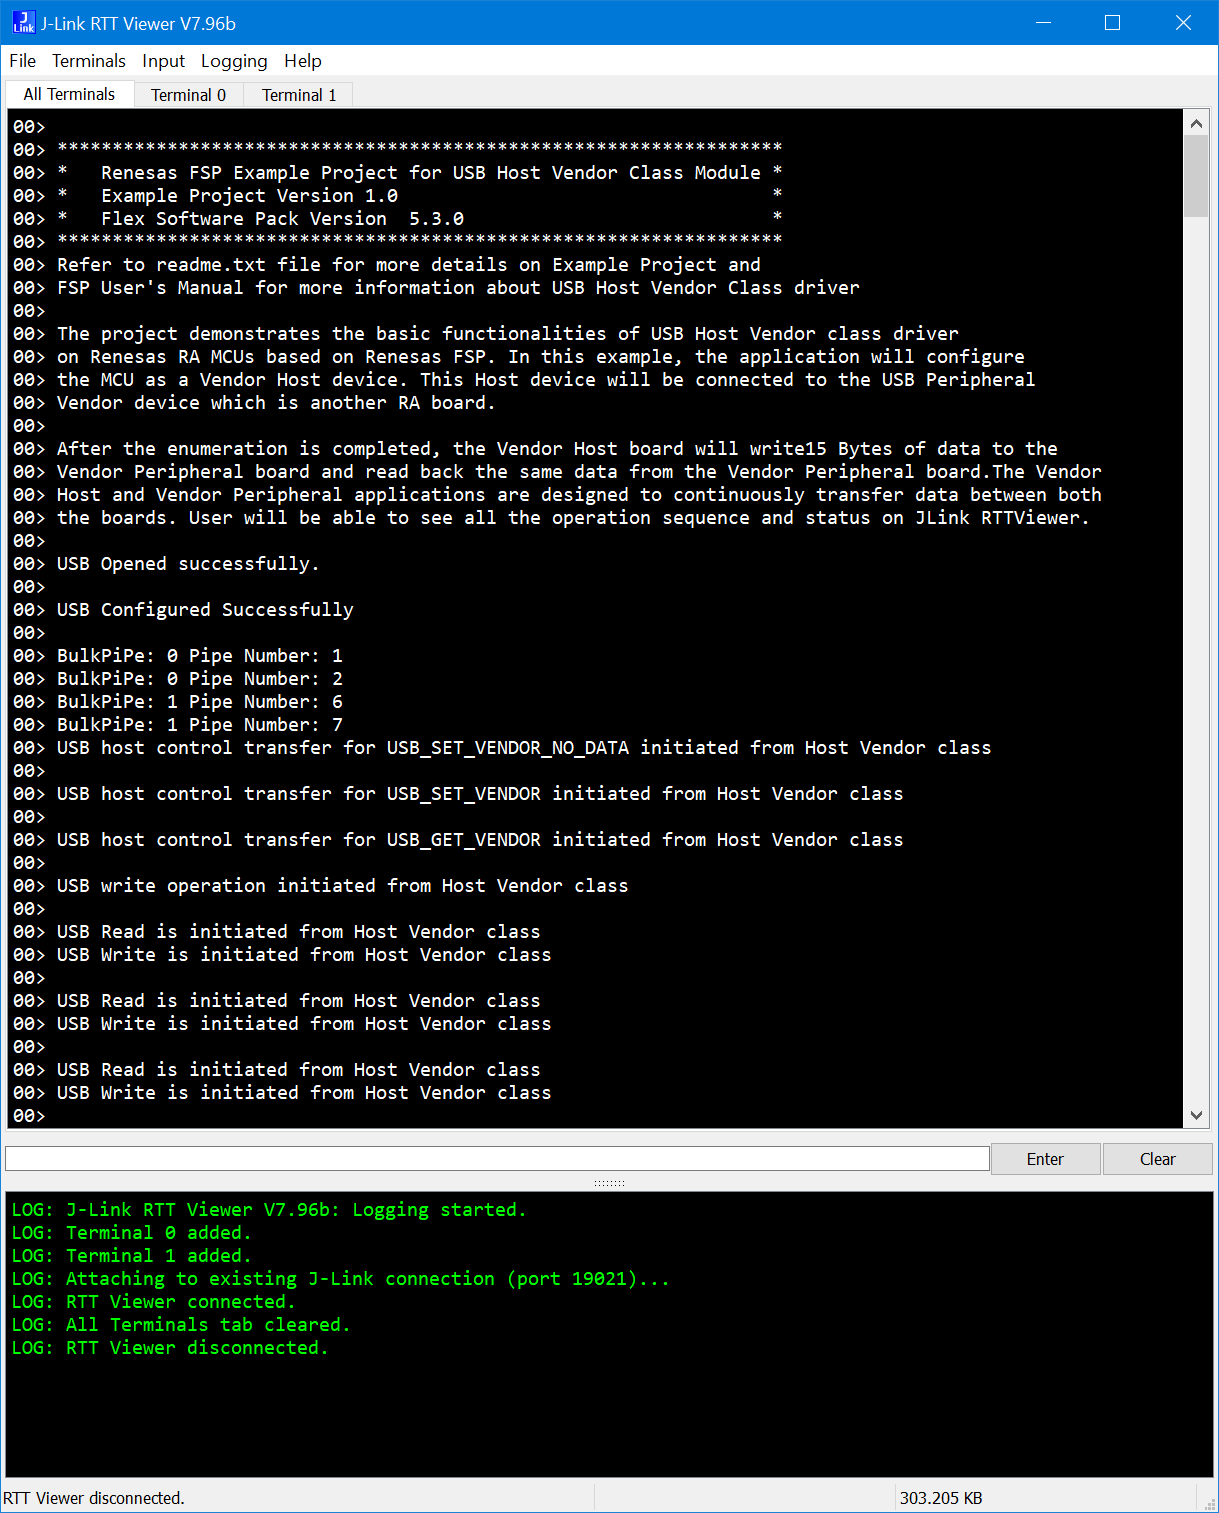 J-Link RTT Viewer V7.96b
File Terminals Input Logging Help
All Terminals Terminal 0 Terminal 1
00>
00> ******************************************************************
00> *   Renesas FSP Example Project for USB Host Vendor Class Module *
00> *   Example Project Version 1.0                                  *
00> *   Flex Software Pack Version  5.3.0                            *
00> ******************************************************************
00> Refer to readme.txt file for more details on Example Project and
00> FSP User's Manual for more information about USB Host Vendor Class driver
00>
00> The project demonstrates the basic functionalities of USB Host Vendor class driver
00> on Renesas RA MCUs based on Renesas FSP. In this example, the application will configure
00> the MCU as a Vendor Host device. This Host device will be connected to the USB Peripheral
00> Vendor device which is another RA board.
00>
00> After the enumeration is completed, the Vendor Host board will write15 Bytes of data to the
00> Vendor Peripheral board and read back the same data from the Vendor Peripheral board.The Vendor
00> Host and Vendor Peripheral applications are designed to continuously transfer data between both
00> the boards. User will be able to see all the operation sequence and status on JLink RTTViewer.
00>
00> USB Opened successfully.
00>
00> USB Configured Successfully
00>
00> BulkPiPe: 0 Pipe Number: 1
00> BulkPiPe: 0 Pipe Number: 2
00> BulkPiPe: 1 Pipe Number: 6
00> BulkPiPe: 1 Pipe Number: 7
00> USB host control transfer for USB_SET_VENDOR_NO_DATA initiated from Host Vendor class
00>
00> USB host control transfer for USB_SET_VENDOR initiated from Host Vendor class
00>
00> USB host control transfer for USB_GET_VENDOR initiated from Host Vendor class
00>
00> USB write operation initiated from Host Vendor class
00>
00> USB Read is initiated from Host Vendor class
00> USB Write is initiated from Host Vendor class
00>
00> USB Read is initiated from Host Vendor class
00> USB Write is initiated from Host Vendor class
00>
00> USB Read is initiated from Host Vendor class
00> USB Write is initiated from Host Vendor class
00>
Enter Clear
LOG: J-Link RTT Viewer V7.96b: Logging started.
LOG: Terminal 0 added.
LOG: Terminal 1 added.
LOG: Attaching to existing J-Link connection (port 19021)...
LOG: RTT Viewer connected.
LOG: All Terminals tab cleared.
LOG: RTT Viewer disconnected.
RTT Viewer disconnected. 303.205 KB